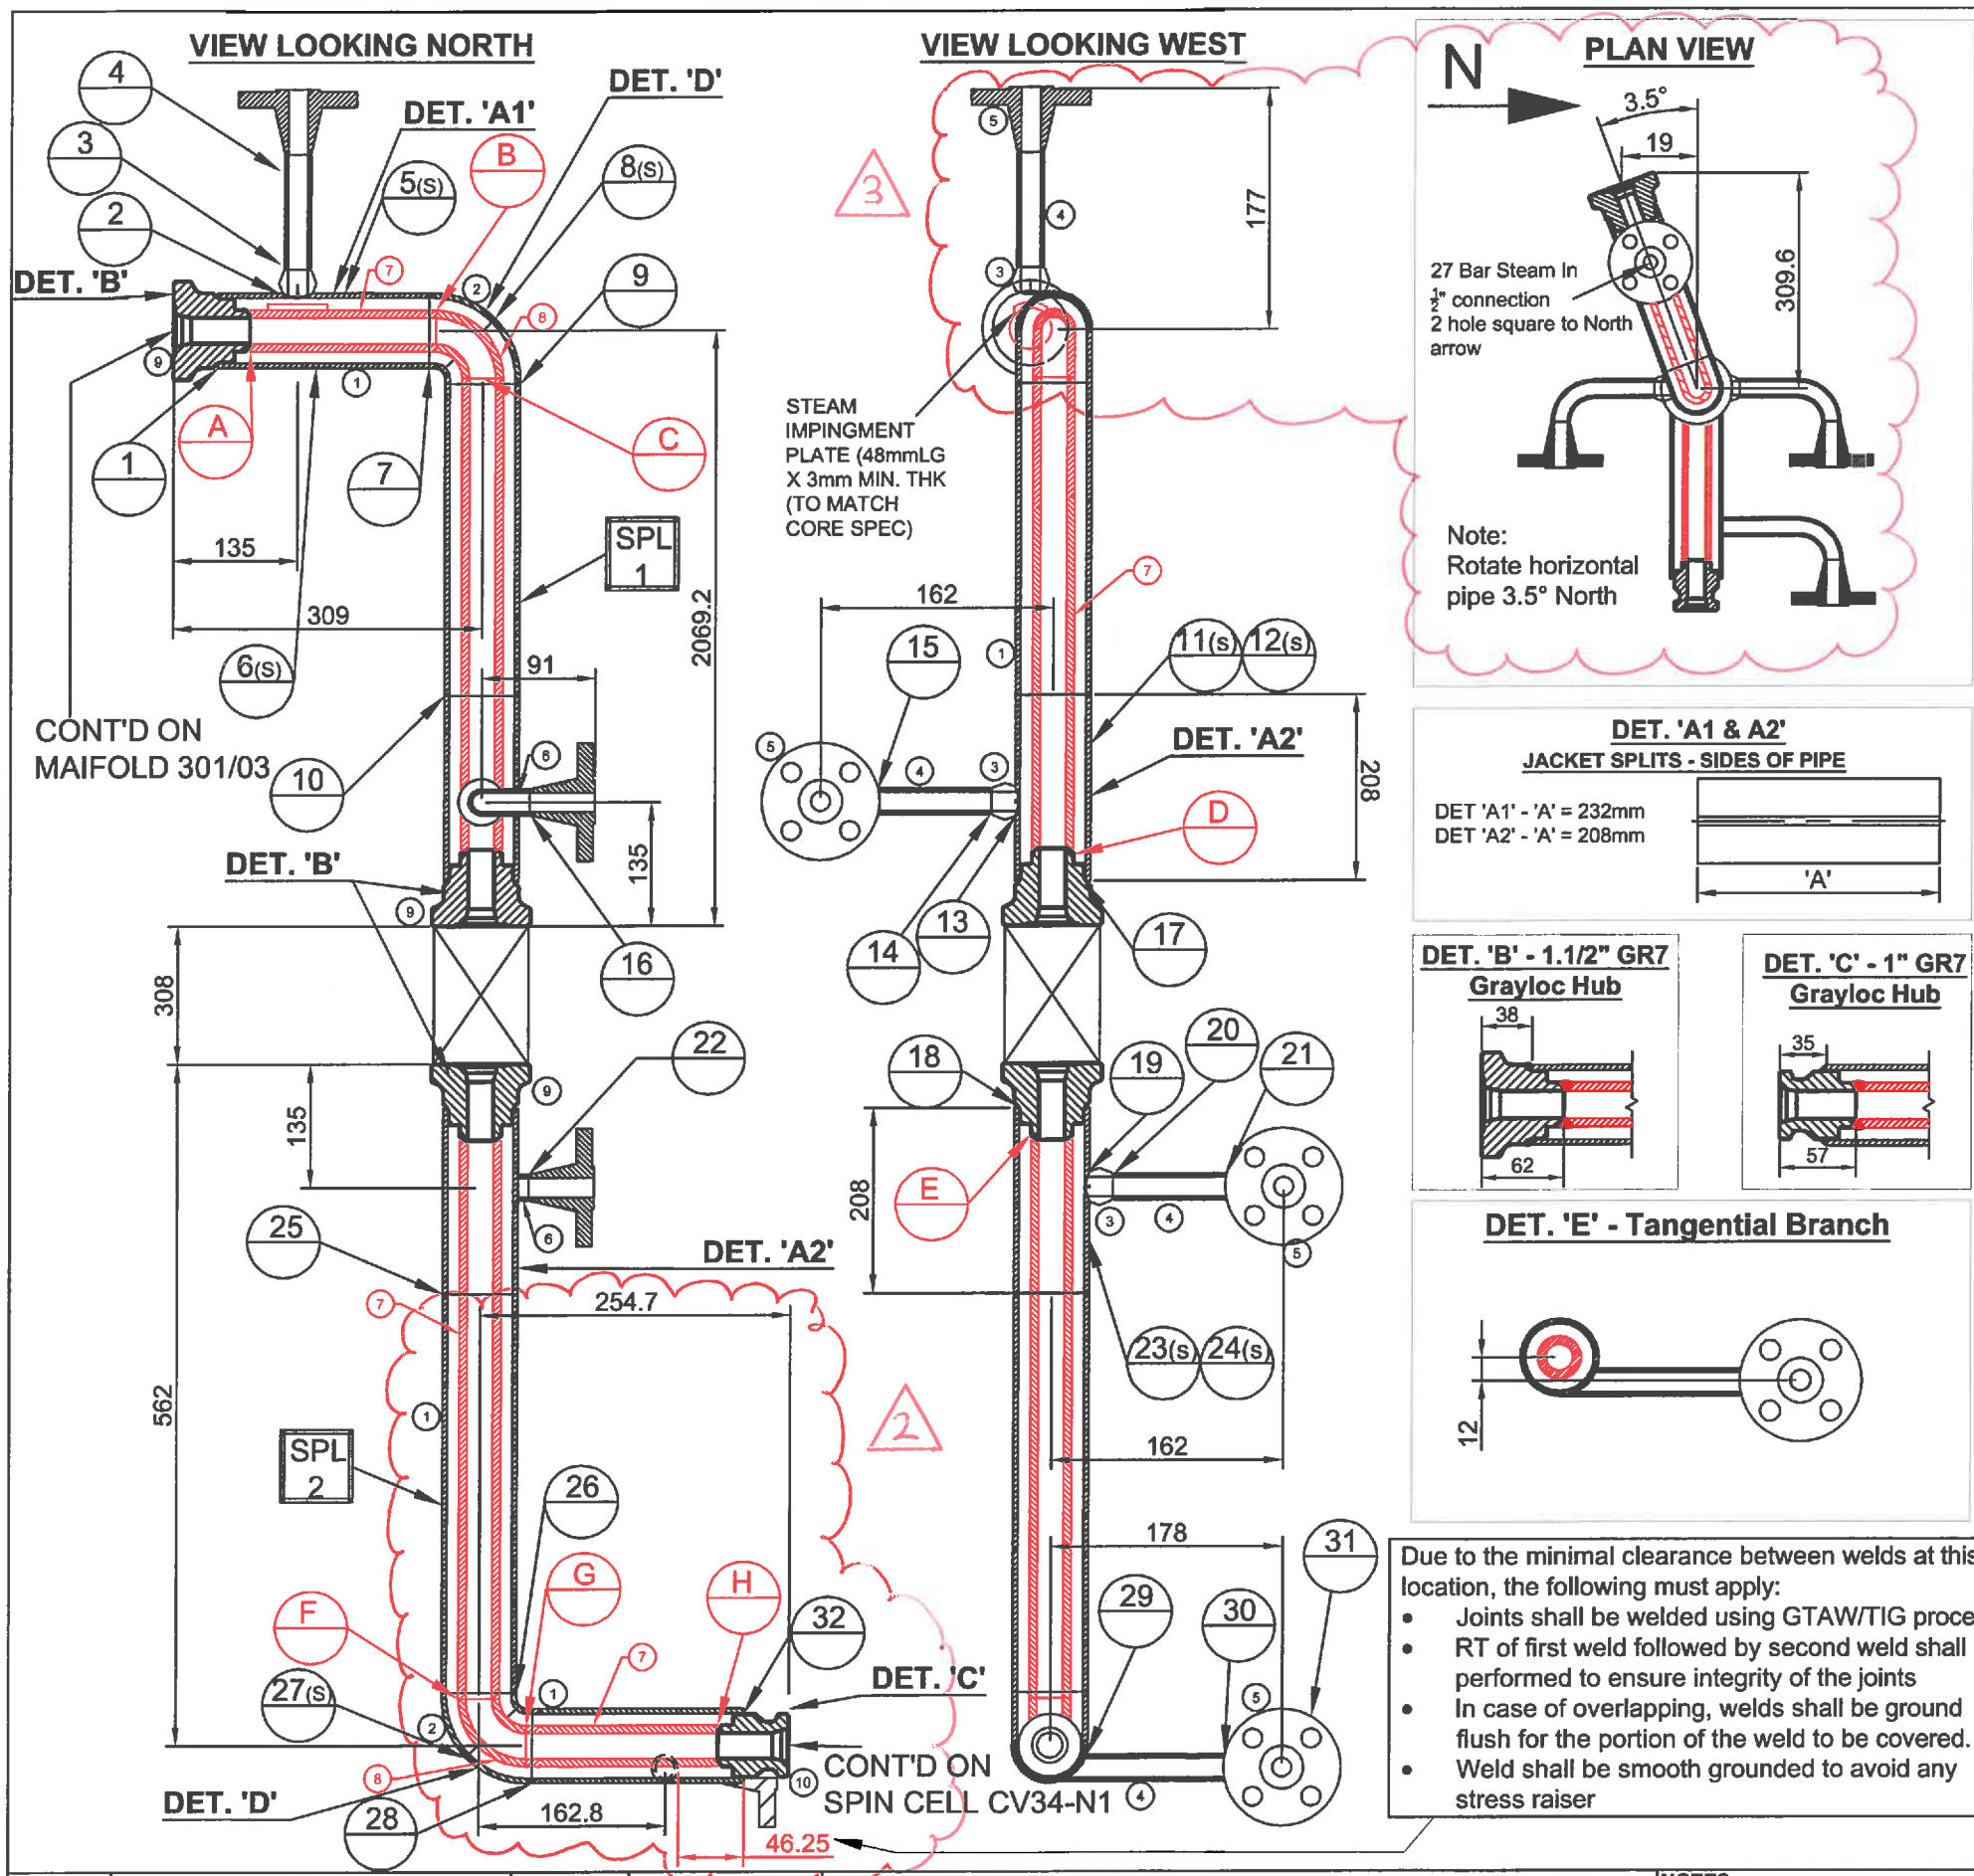 VIEW LOOKING NORTH
4
3
2
DET. 'A1'
DET. 'D'
B
5(S)
8(S)
DET. 'B'
7
2
8
9
9
1
A
C
1
7
135
309
SPL
1
2069.2
6(S)
91
CONT'D ON
MAIFOLD 301/03
10
6
135
DET. 'B'
9
16
308
22
9
135
25
6
DET. 'A2'
7
254.7
562
1
SPL
2
26
G
H
F
7
32
27(S)
1
DET. 'C'
2
8
10
CONT'D ON
SPIN CELL CV34-N1
DET. 'D'
28
162.8
46.25
VIEW LOOKING WEST
5
3
177
4
3
STEAM
IMPINGMENT
PLATE (48mmLG
X 3mm MIN. THK
(TO MATCH
CORE SPEC)
7
162
15
1
11(s)
12(s)
5
4
3
DET. 'A2'
208
D
14
13
17
18
19
20
21
E
208
3
4
5
23(s)
24(s)
2
162
178
31
29
30
5
4
PLAN VIEW
N
3.5°
19
27 Bar Steam In
½" connection
2 hole square to North
arrow
309.6
Note:
Rotate horizontal
pipe 3.5° North
DET. 'A1 & A2'
JACKET SPLITS - SIDES OF PIPE
DET 'A1' - 'A' = 232mm
DET 'A2' - 'A' = 208mm
'A'
DET. 'B' - 1.1/2" GR7
Grayloc Hub
38
62
DET. 'C' - 1" GR7
Grayloc Hub
35
57
DET. 'E' - Tangential Branch
12
Due to the minimal clearance between welds at this
location, the following must apply:
• Joints shall be welded using GTAW/TIG proce
• RT of first weld followed by second weld shall
performed to ensure integrity of the joints
• In case of overlapping, welds shall be ground
flush for the portion of the weld to be covered.
• Weld shall be smooth grounded to avoid any
stress raiser